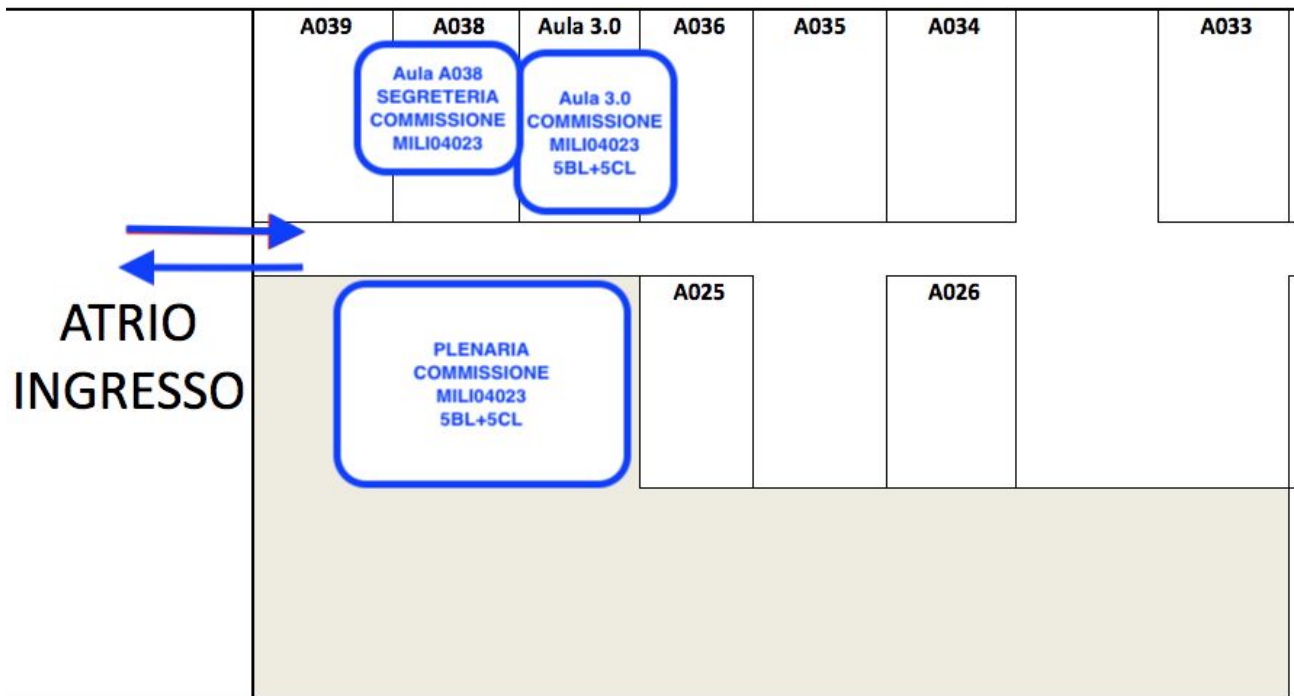 A039 A038 Aula 3.0 A036 A035 A034 A033
Aula A038
SEGRETERIA
COMMISSIONE
MILI04023
Aula 3.0
COMMISSIONE
MILI04023
5BL+5CL
ATRIO
INGRESSO
A025 A026
PLENARIA
COMMISSIONE
MILI04023
5BL+5CL